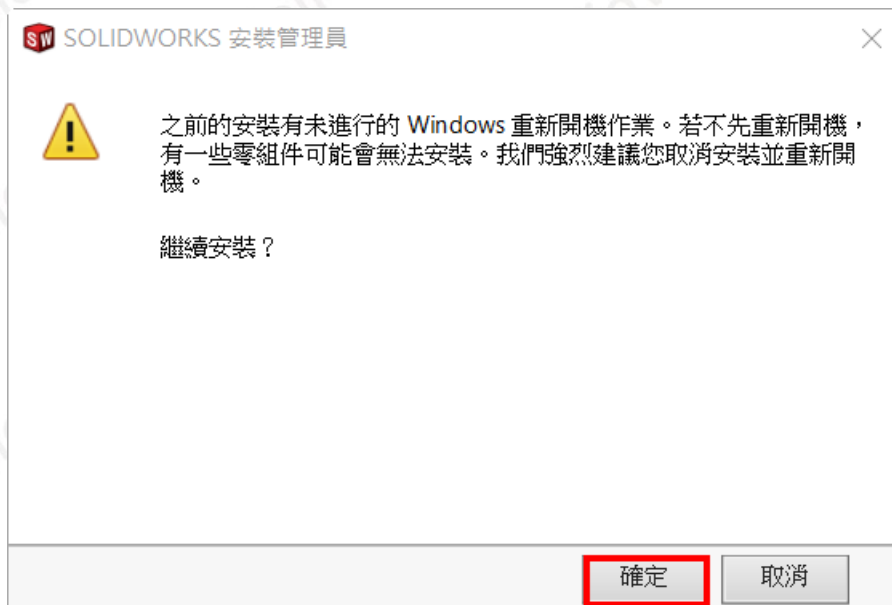 SW SOLIDWORKS 安裝管理員
之前的安裝有未進行的 Windows 重新開機作業。若不先重新開機，
有一些零組件可能會無法安裝。我們強烈建議您取消安裝並重新開
機。
繼續安裝？
確定 取消